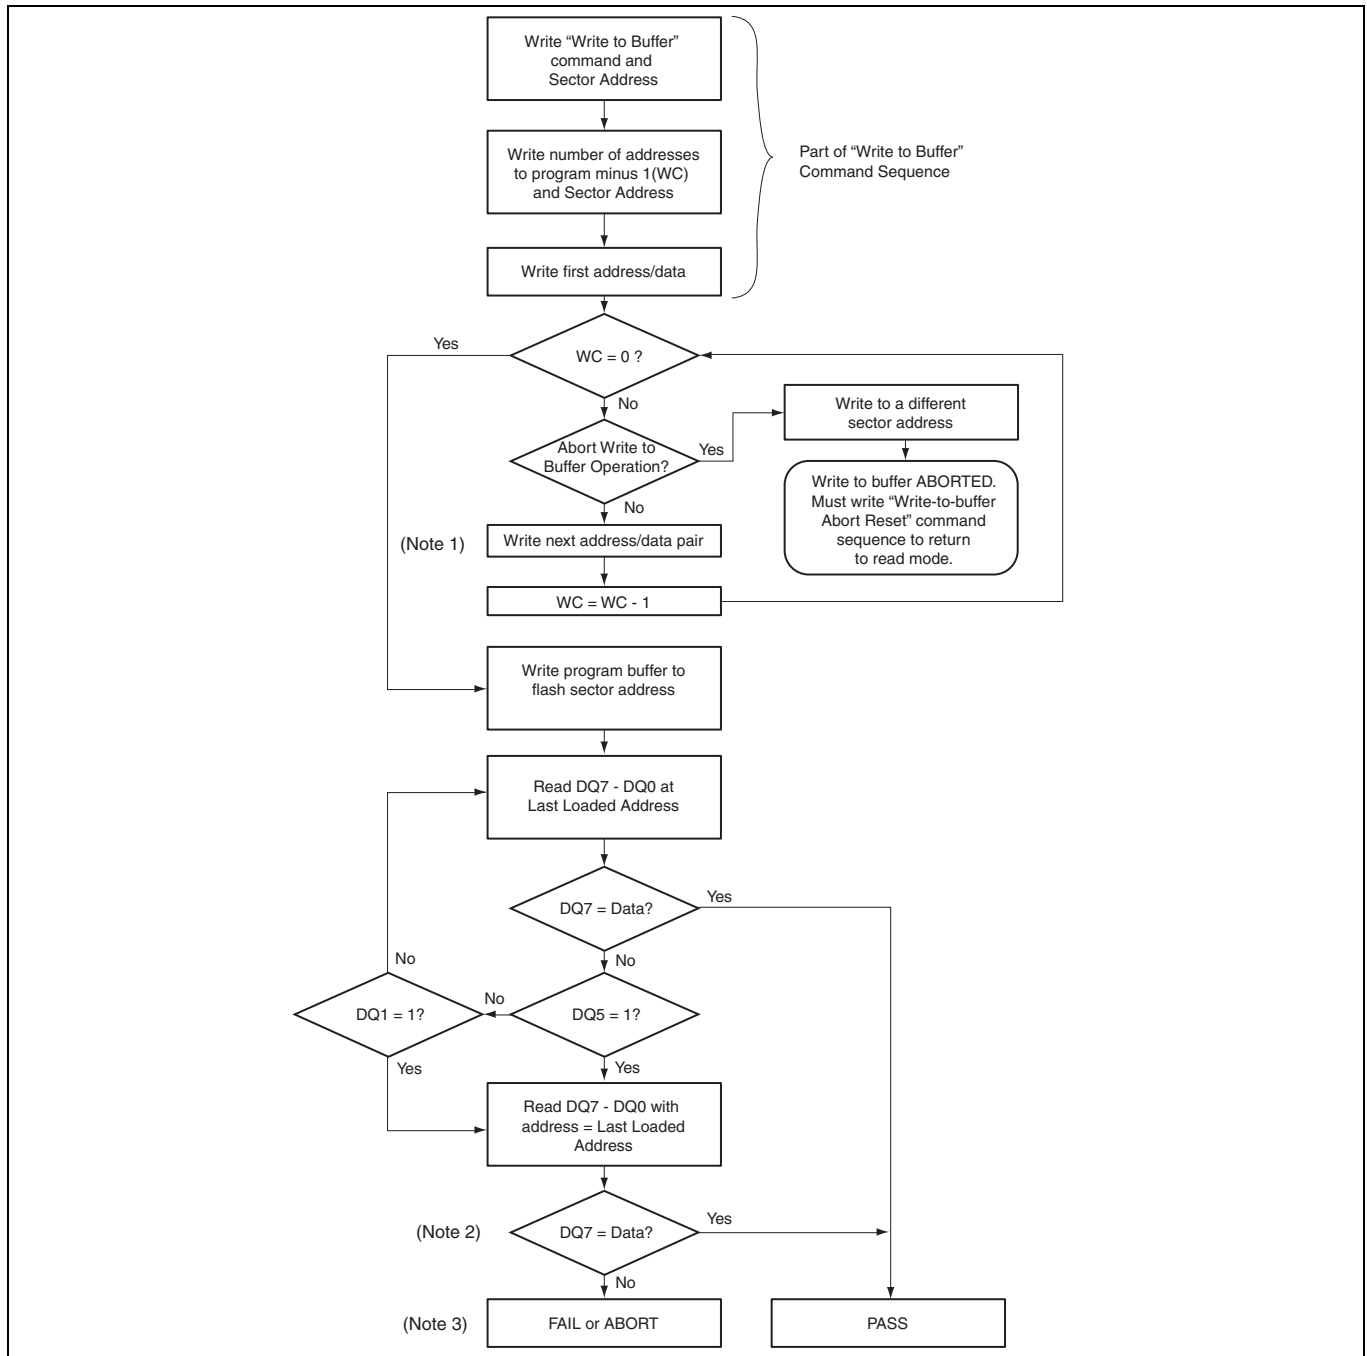 Write “Write to Buffer”
command and
Sector Address
Write number of addresses
to program minus 1(WC)
and Sector Address
Part of “Write to Buffer”
Command Sequence
Write first address/data
Yes
WC = 0 ?
No
Write to a different
sector address
Abort Write to
Buffer Operation?
Yes
Write to buffer ABORTED.
Must write “Write-to-buffer
Abort Reset” command
sequence to return
to read mode.
No
(Note 1)
Write next address/data pair
WC = WC - 1
Write program buffer to
flash sector address
Read DQ7 - DQ0 at
Last Loaded Address
DQ7 = Data?
Yes
No
No
DQ1 = 1?
No
DQ5 = 1?
Yes
Yes
Read DQ7 - DQ0 with
address = Last Loaded
Address
(Note 2)
DQ7 = Data?
Yes
No
(Note 3)
FAIL or ABORT
PASS